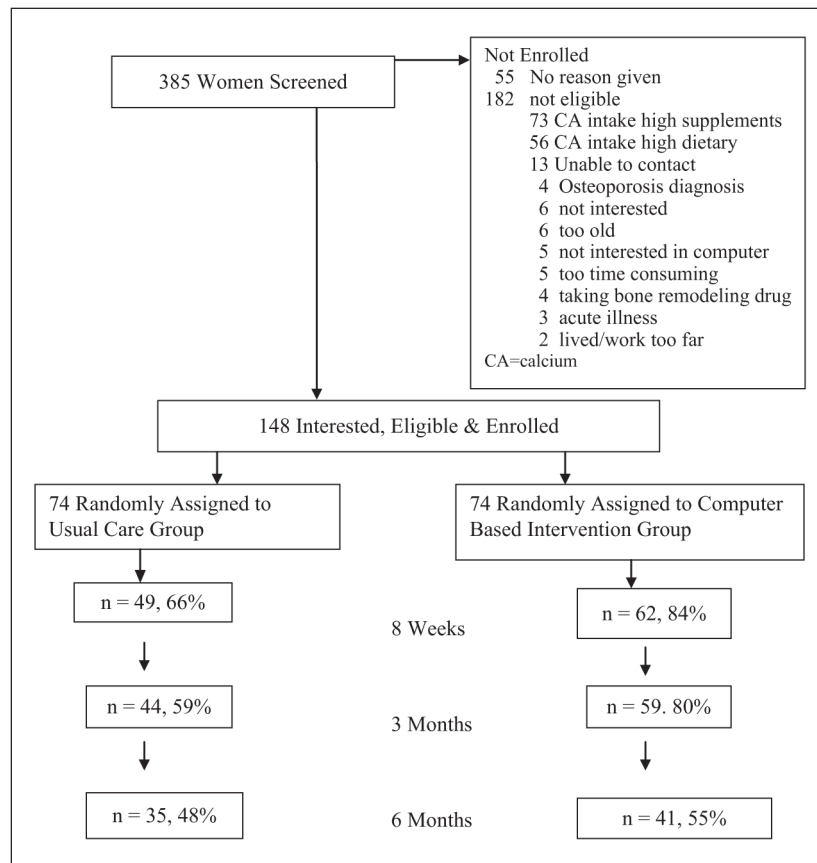 385 Women Screened
Not Enrolled
55 No reason given
182 not eligible
73 CA intake high supplements
56 CA intake high dietary
13 Unable to contact
4 Osteoporosis diagnosis
6 not interested
6 too old
5 not interested in computer
5 too time consuming
4 taking bone remodeling drug
3 acute illness
2 lived/work too far
CA=calcium
148 Interested, Eligible & Enrolled
74 Randomly Assigned to
Usual Care Group
74 Randomly Assigned to Computer
Based Intervention Group
n = 49, 66%
8 Weeks
n = 62, 84%
n = 44, 59%
3 Months
n = 59. 80%
n = 35, 48%
6 Months
n = 41, 55%